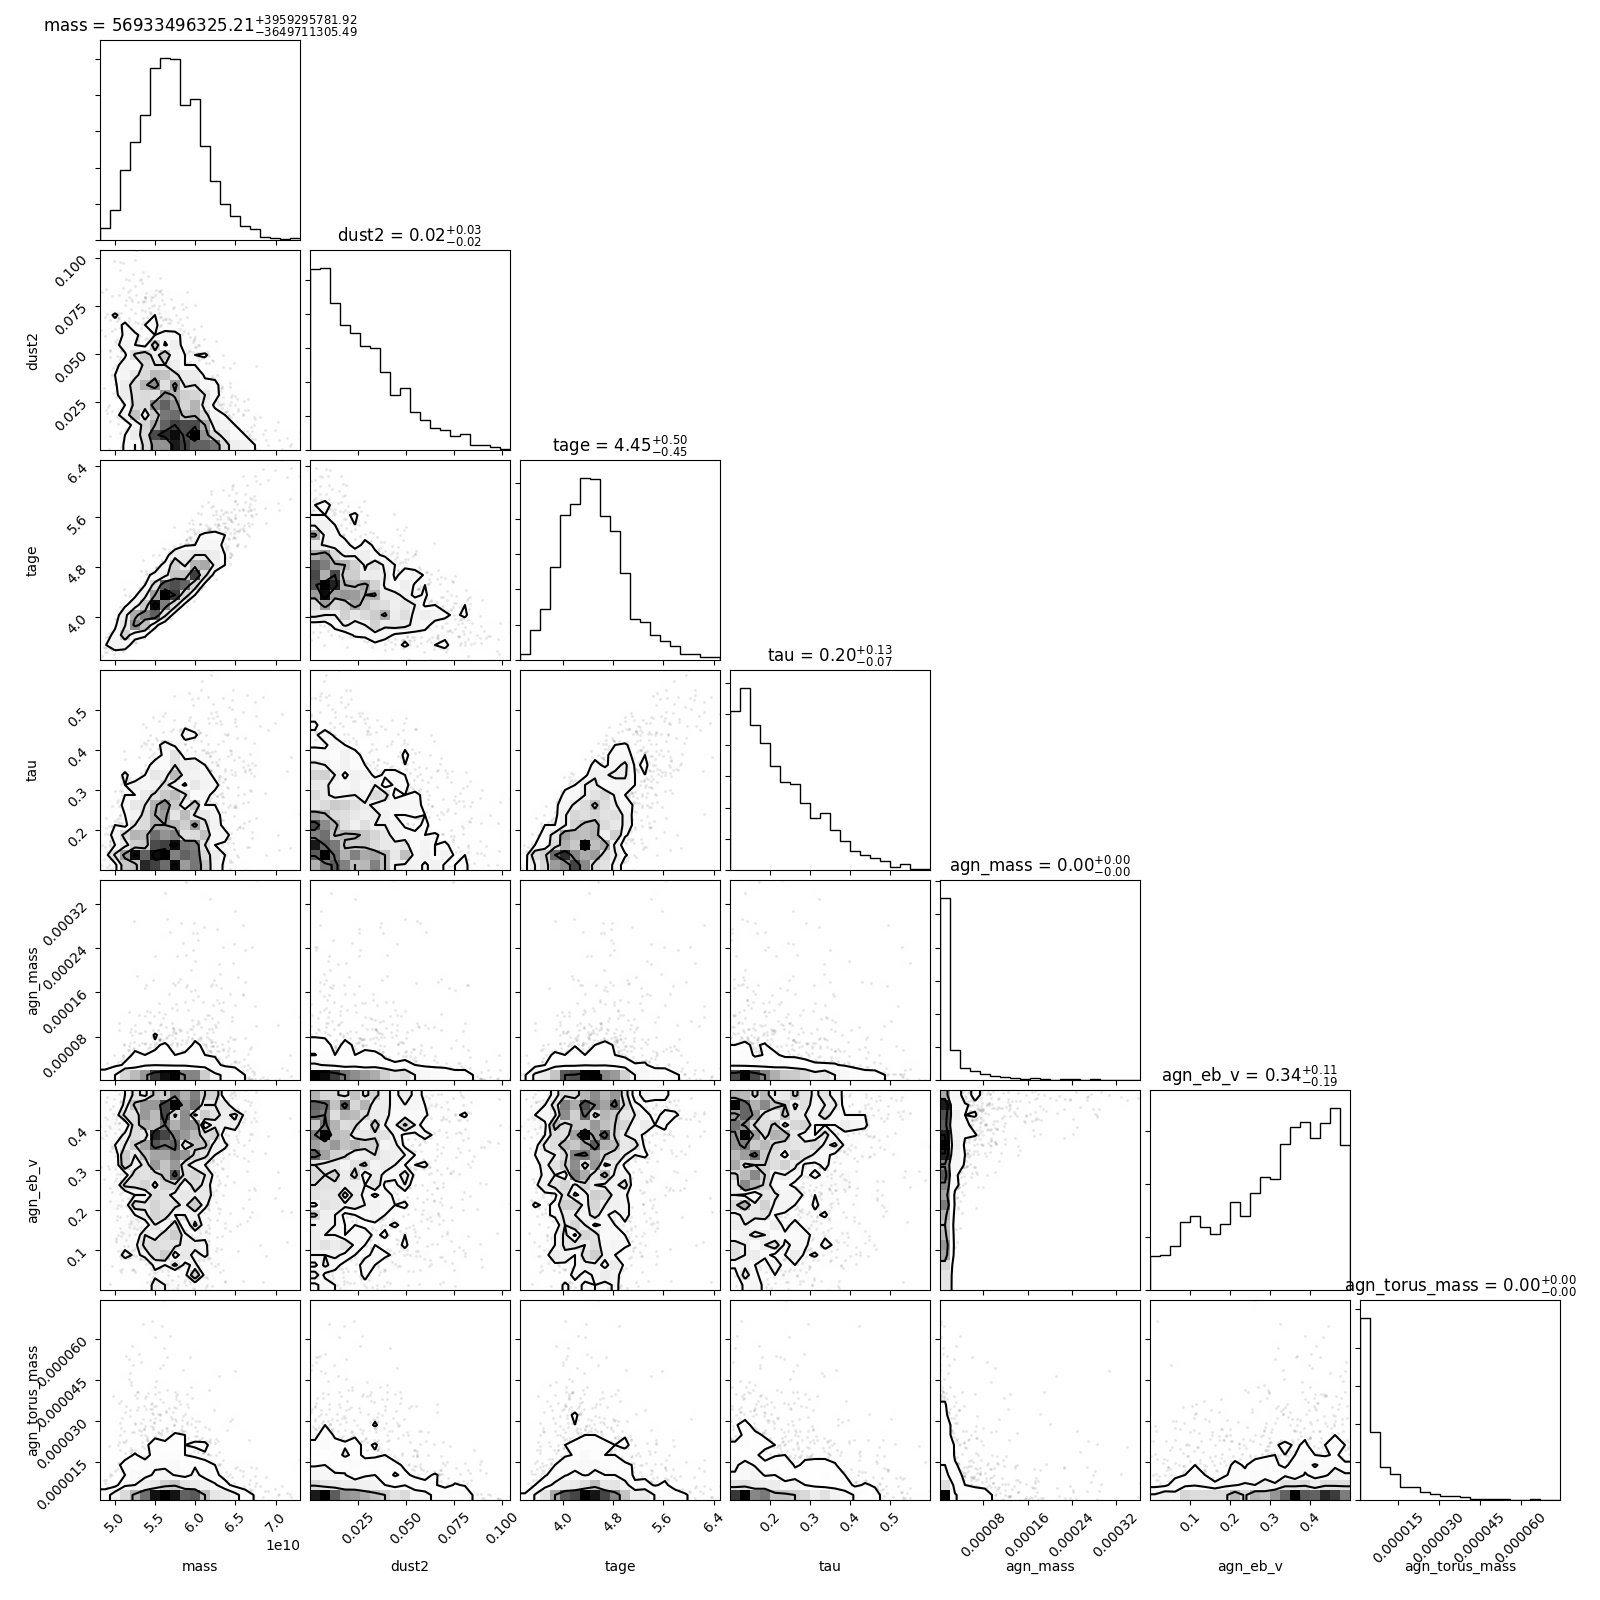 mass = 56933496325.21+3959295781.92−3649711305.49
dust2 = 0.02+0.03−0.02
0.100
0.075
0.050
0.025
dust2
tage = 4.45+0.50−0.45
6.4
5.6
4.8
4.0
tage
tau = 0.20+0.13−0.07
0.5
0.4
0.3
0.2
tau
agn_mass = 0.00+0.00−0.00
0.00032
0.00024
0.00016
0.00008
agn_mass
agn_eb_v = 0.34+0.11−0.19
0.4
0.3
0.2
0.1
agn_eb_v
agn_torus_mass = 0.00+0.00−0.00
0.000060
0.000045
0.000030
0.000015
agn_torus_mass
5.0 5.5 6.0 6.5 7.0 0.025 0.050 0.075 0.100 4.0 4.8 5.6 6.4 0.2 0.3 0.4 0.5 0.00008 0.00016 0.00024 0.00032 0.1 0.2 0.3 0.4 0.000015 0.000030 0.000045 0.000060
1e10
mass dust2 tage tau agn_mass agn_eb_v agn_torus_mass